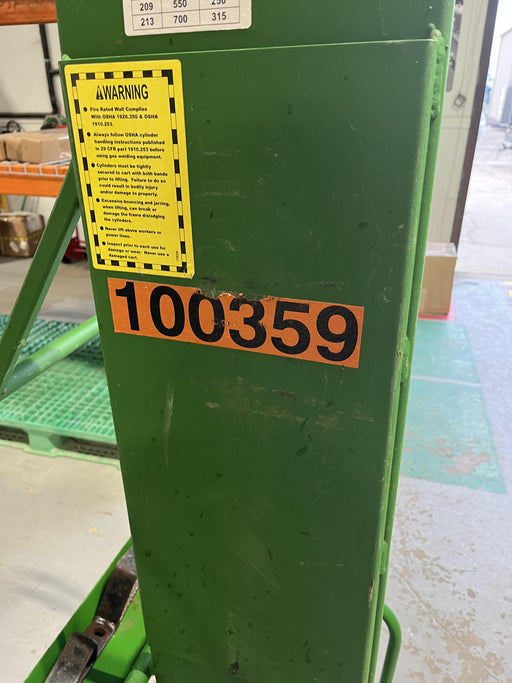 209 550 250
213 700 315
WARNING
Fire Rated Wall Complies
With OSHA 1926.350 & OSHA
1910.253.
Always follow OSHA cylinder
handling instructions published
in 29 CFR part 1910.253 before
using gas welding equipment.
Cylinders must be tightly
secured to cart with both bands
prior to lifting. Failure to do so
could result in bodily injury
and/or damage to property.
Excessive bouncing and jarring,
when lifting, can break or
damage the frame dislodging
the cylinders.
Never lift above workers or
power lines.
Inspect prior to each use for
damage or wear. Never use a
damaged cart.
100359